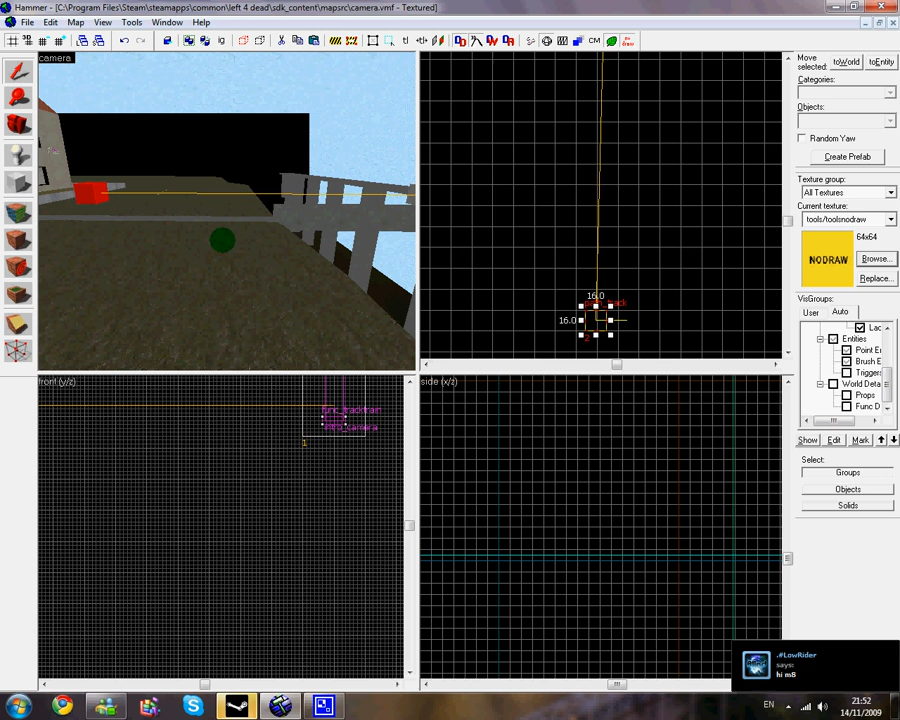 Hammer - [C:\Program Files\Steam\steamapps\common\left 4 dead\sdk_content\mapsrc\camera.vmf - Textured]
File Edit Map View Tools Instancing Window Help
camera
Move selected:
toWorld
toEntity
Categories:
Objects:
Random Yaw
Create Prefab
Texture group:
All Textures
Current texture:
tools/toolsnodraw
NODRAW
64x64
Browse...
Replace...
VisGroups:
User
Auto
Entities
Point Er
Brush E
Triggers
World Deta
Props
Func D
Show
Edit
Mark
Select:
Groups
Objects
Solids
16.0
16.0
front (y/z)
func_tracktrain
intro_camera
1
side (x/z)
.#LowRider
says:
hi m8
EN
21:52
14/11/2009